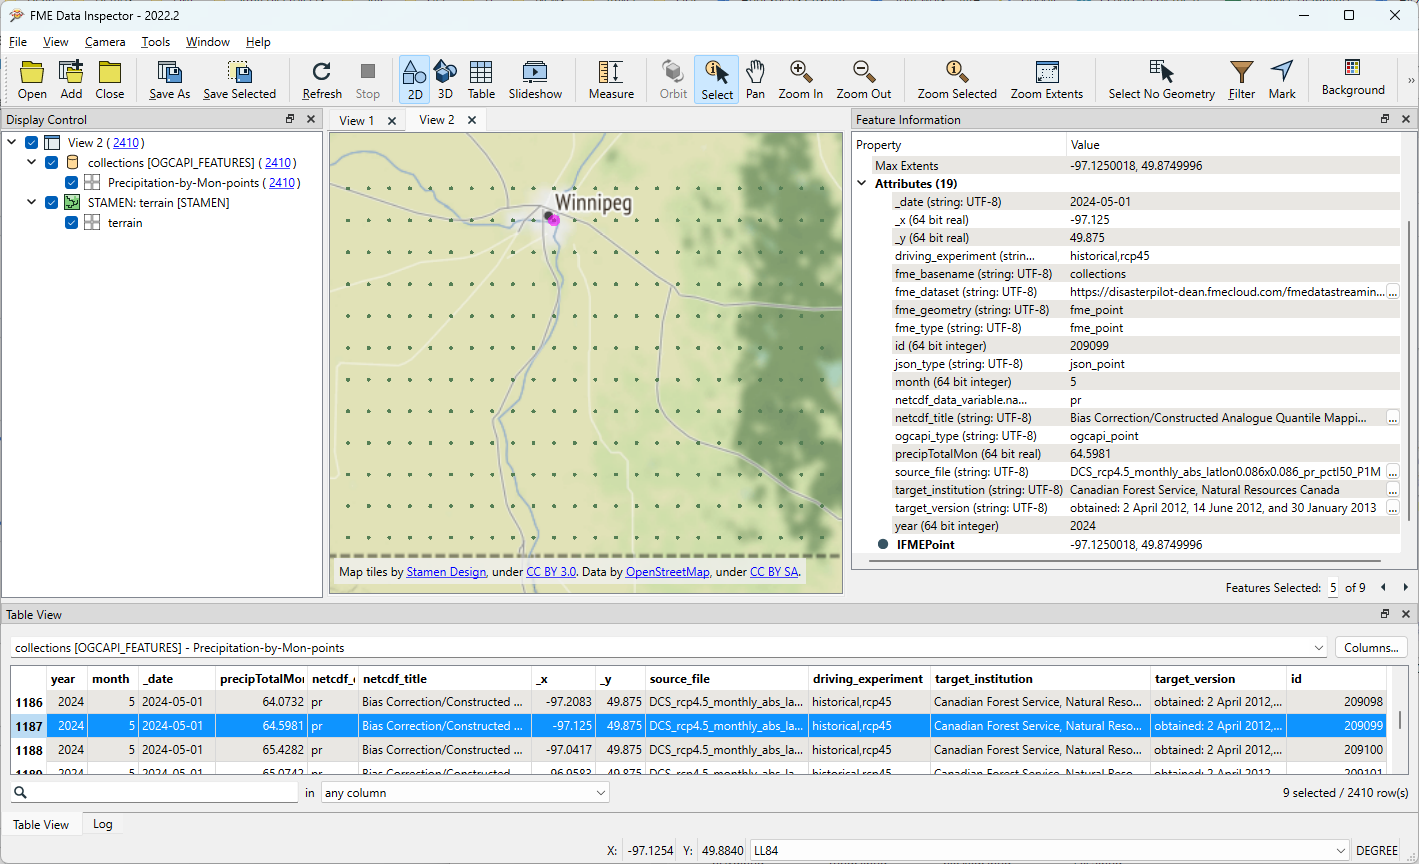 FME Data Inspector - 2022.2
File View Camera Tools Window Help
Open Add Close Save As Save Selected Refresh Stop 2D 3D Table Slideshow Measure Orbit Select Pan Zoom In Zoom Out Zoom Selected Zoom Extents Select No Geometry Filter Mark Background
Display Control
View 2 ( 2410)
collections [OGCAPI_FEATURES] ( 2410)
Precipitation-by-Mon-points ( 2410)
STAMEN: terrain [STAMEN]
terrain
View 1 View 2
Winnipeg
Map tiles by Stamen Design, under CC BY 3.0. Data by OpenStreetMap, under CC BY SA.
Feature Information
Property Value
Max Extents -97.1250018, 49.8749996
Attributes (19)
_date (string: UTF-8) 2024-05-01
_x (64 bit real) -97.125
_y (64 bit real) 49.875
driving_experiment (strin... historical,rcp45
fme_basename (string: UTF-8) collections
fme_dataset (string: UTF-8) https://disasterpilot-dean.fmecloud.com/fmedatastreamin... ...
fme_geometry (string: UTF-8) fme_point
fme_type (string: UTF-8) fme_point
id (64 bit integer) 209099
json_type (string: UTF-8) json_point
month (64 bit integer) 5
netcdf_data_variable.na... pr
netcdf_title (string: UTF-8) Bias Correction/Constructed Analogue Quantile Mappi... ...
ogcapi_type (string: UTF-8) ogcapi_point
precipTotalMon (64 bit real) 64.5981
source_file (string: UTF-8) DCS_rcp4.5_monthly_abs_latlon0.086x0.086_pr_pctl50_P1M ...
target_institution (string: UTF-8) Canadian Forest Service, Natural Resources Canada ...
target_version (string: UTF-8) obtained: 2 April 2012, 14 June 2012, and 30 January 2013 ...
year (64 bit integer) 2024
IFMEPoint -97.1250018, 49.8749996
Features Selected: 5 of 9
Table View
collections [OGCAPI_FEATURES] - Precipitation-by-Mon-points Columns...
year month _date precipTotalMon netcdf_c netcdf_title _x _y source_file driving_experiment target_institution target_version id
1186 2024 5 2024-05-01 64.0732 pr Bias Correction/Constructed ... -97.2083 49.875 DCS_rcp4.5_monthly_abs_la... historical,rcp45 Canadian Forest Service, Natural Reso... obtained: 2 April 2012,... 209098
1187 2024 5 2024-05-01 64.5981 pr Bias Correction/Constructed ... -97.125 49.875 DCS_rcp4.5_monthly_abs_la... historical,rcp45 Canadian Forest Service, Natural Reso... obtained: 2 April 2012,... 209099
1188 2024 5 2024-05-01 65.4282 pr Bias Correction/Constructed ... -97.0417 49.875 DCS_rcp4.5_monthly_abs_la... historical,rcp45 Canadian Forest Service, Natural Reso... obtained: 2 April 2012,... 209100
1189 2024 5 2024-05-01 65.0742 pr Bias Correction/Constructed ... -96.9583 49.875 DCS_rcp4.5_monthly_abs_la... historical,rcp45 Canadian Forest Service, Natural Reso... obtained: 2 April 2012,... 209101
in any column 9 selected / 2410 row(s)
Table View Log
X: -97.1254 Y: 49.8840 LL84 DEGREE